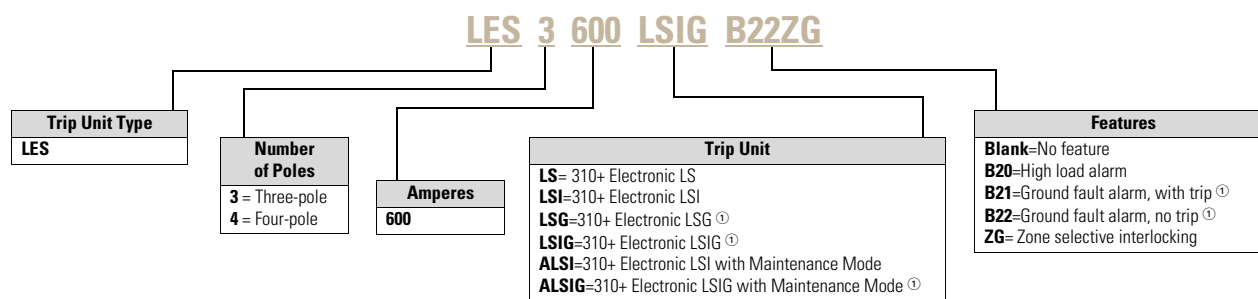 LES 3 600 LSIG B22ZG
Trip Unit Type
LES
Number
of Poles
3 = Three-pole
4 = Four-pole
Amperes
600
Trip Unit
LS= 310+ Electronic LS
LSI=310+ Electronic LSI
LSG=310+ Electronic LSG ①
LSIG=310+ Electronic LSIG ①
ALSI=310+ Electronic LSI with Maintenance Mode
ALSIG=310+ Electronic LSIG with Maintenance Mode ①
Features
Blank=No feature
B20=High load alarm
B21=Ground fault alarm, with trip ①
B22=Ground fault alarm, no trip ①
ZG= Zone selective interlocking